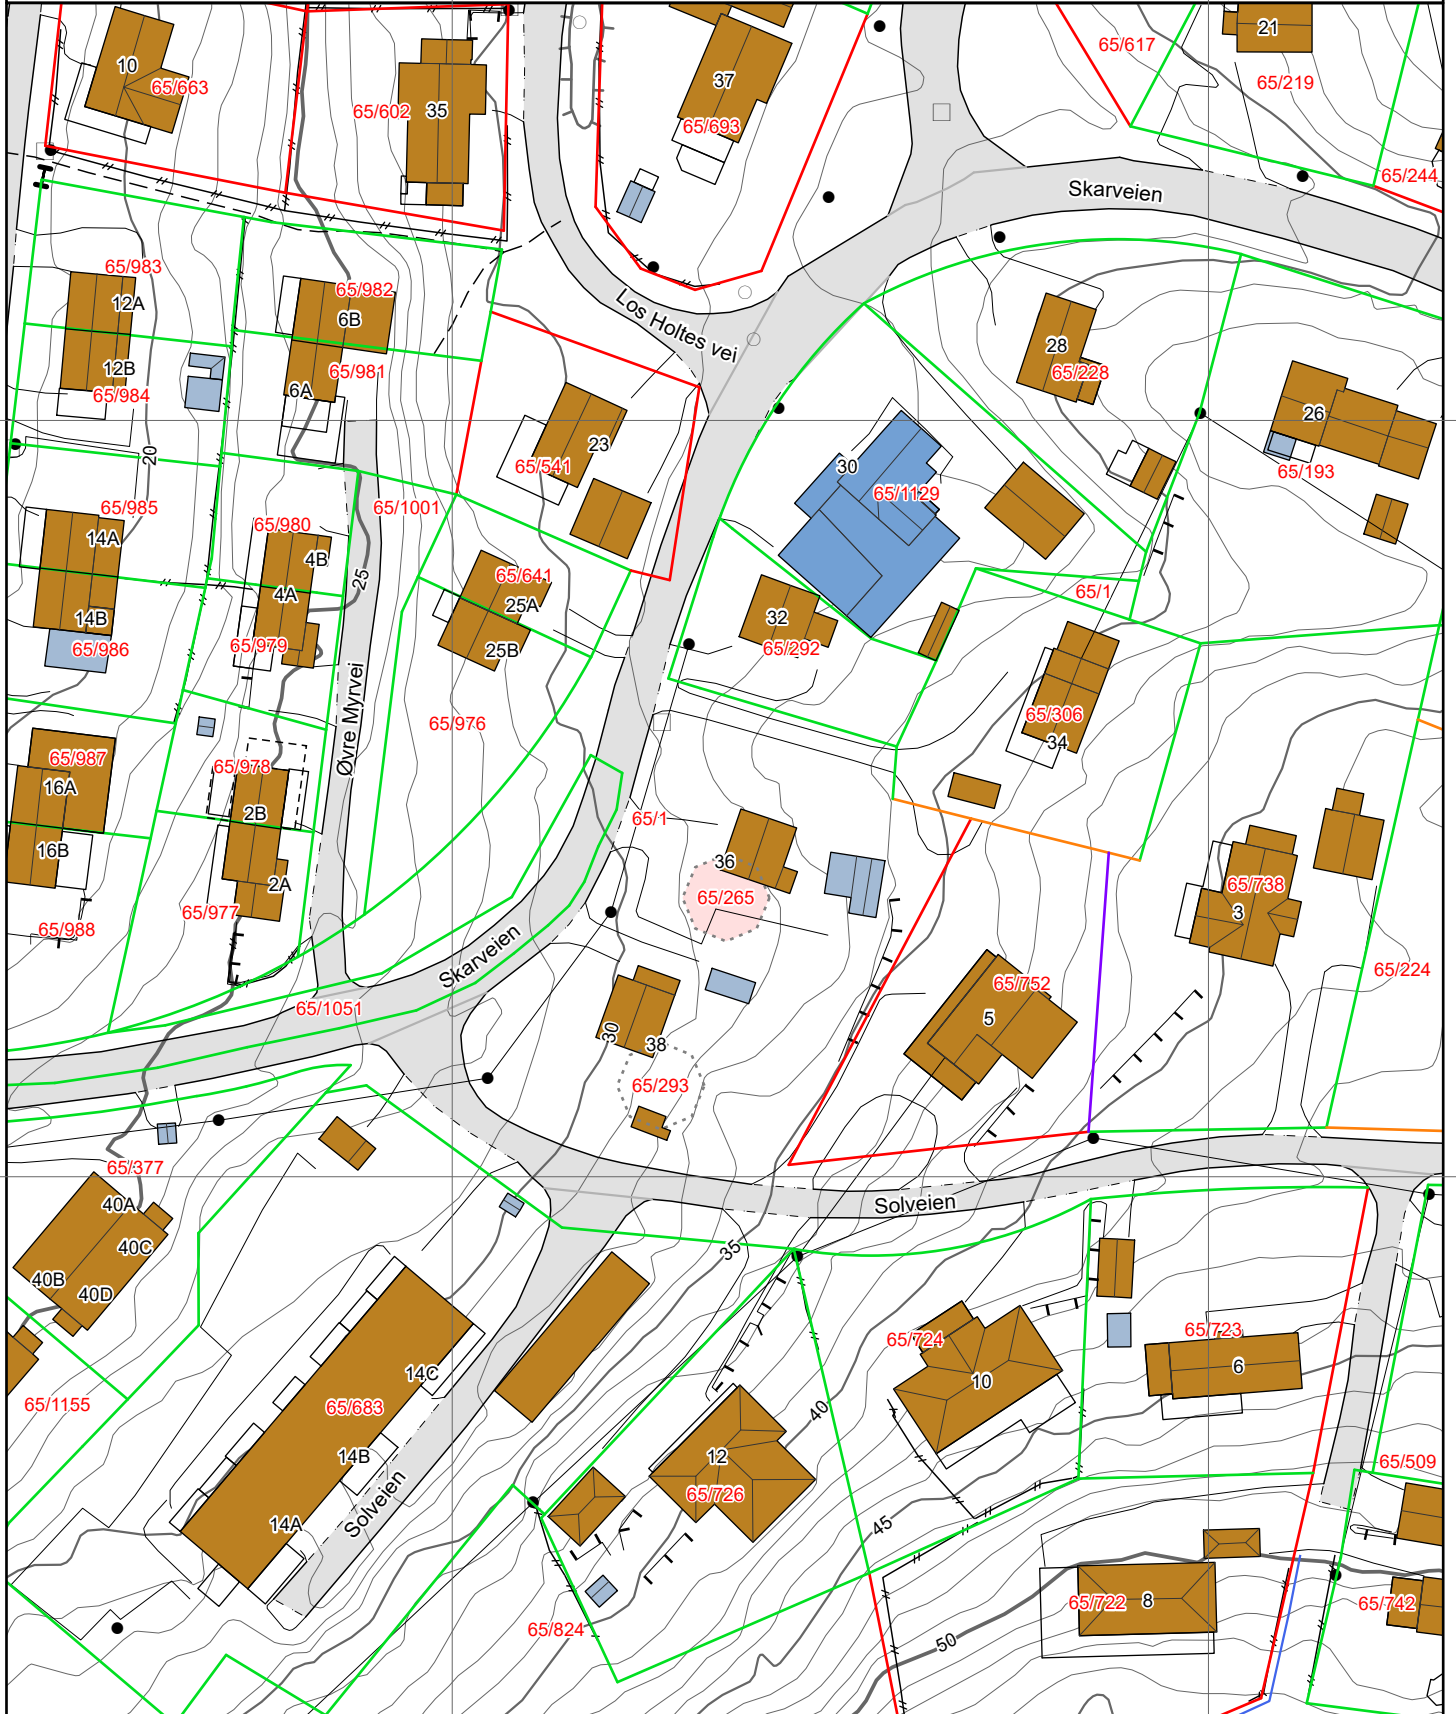 21
65/617
65/219
10
65/663
65/602
35
37
65/693
65/244
Skarveien
65/983
12A
65/982
6B
Los Holtes vei
12B
65/984
65/981
6A
28
65/228
26
65/193
20
23
65/541
30
65/1129
65/985
14A
65/980
4B
65/1001
25
4A
14B
65/986
65/979
65/641
25A
25B
32
65/292
65/1
65/306
34
Øvre Myrvei
65/976
65/987
16A
65/978
2B
16B
2A
65/977
65/988
65/1
36
65/265
65/738
3
65/224
Skarveien
65/1051
65/752
5
30
38
65/293
65/377
40A
40C
40B
40D
Solveien
35
65/1155
14C
65/683
14B
14A
Solveien
65/724
10
65/723
6
40
12
65/726
45
65/509
65/824
65/722
8
65/742
50